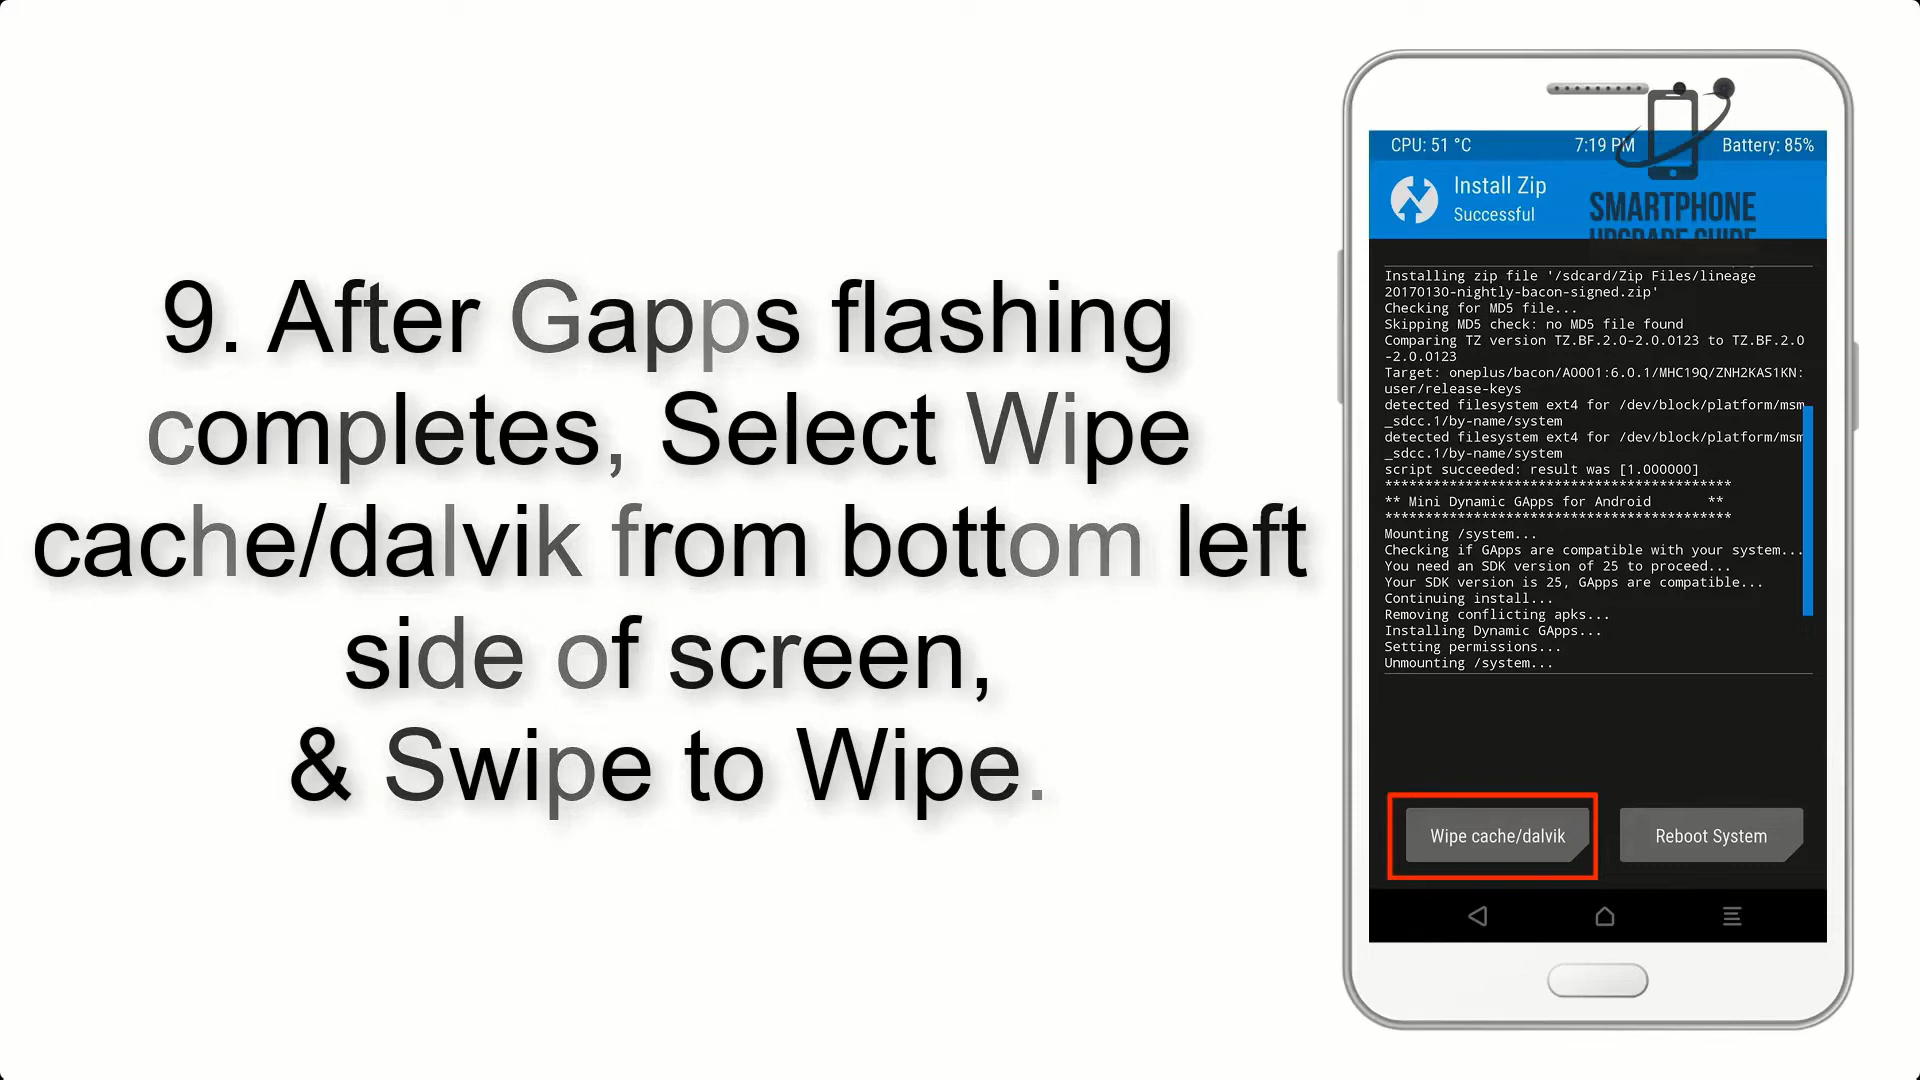 9. After Gapps flashing
completes, Select Wipe
cache/dalvik from bottom left
side of screen,
& Swipe to Wipe.
CPU: 51 °C 7:19 PM Battery: 85%
Install Zip
Successful
SMARTPHONE
UPGRADE GUIDE
Installing zip file '/sdcard/Zip Files/lineage
20170130-nightly-bacon-signed.zip'
Checking for MD5 file...
Skipping MD5 check: no MD5 file found
Comparing TZ version TZ.BF.2.0-2.0.0123 to TZ.BF.2.0
-2.0.0123
Target: oneplus/bacon/A0001:6.0.1/MHC19Q/ZNH2KAS1KN:
user/release-keys
detected filesystem ext4 for /dev/block/platform/msm
_sdcc.1/by-name/system
detected filesystem ext4 for /dev/block/platform/msm
_sdcc.1/by-name/system
script succeeded: result was [1.000000]
*******************************************
** Mini Dynamic GApps for Android **
*******************************************
Mounting /system...
Checking if GApps are compatible with your system...
You need an SDK version of 25 to proceed...
Your SDK version is 25, GApps are compatible...
Continuing install...
Removing conflicting apks...
Installing Dynamic GApps...
Setting permissions...
Unmounting /system...
Wipe cache/dalvik Reboot System